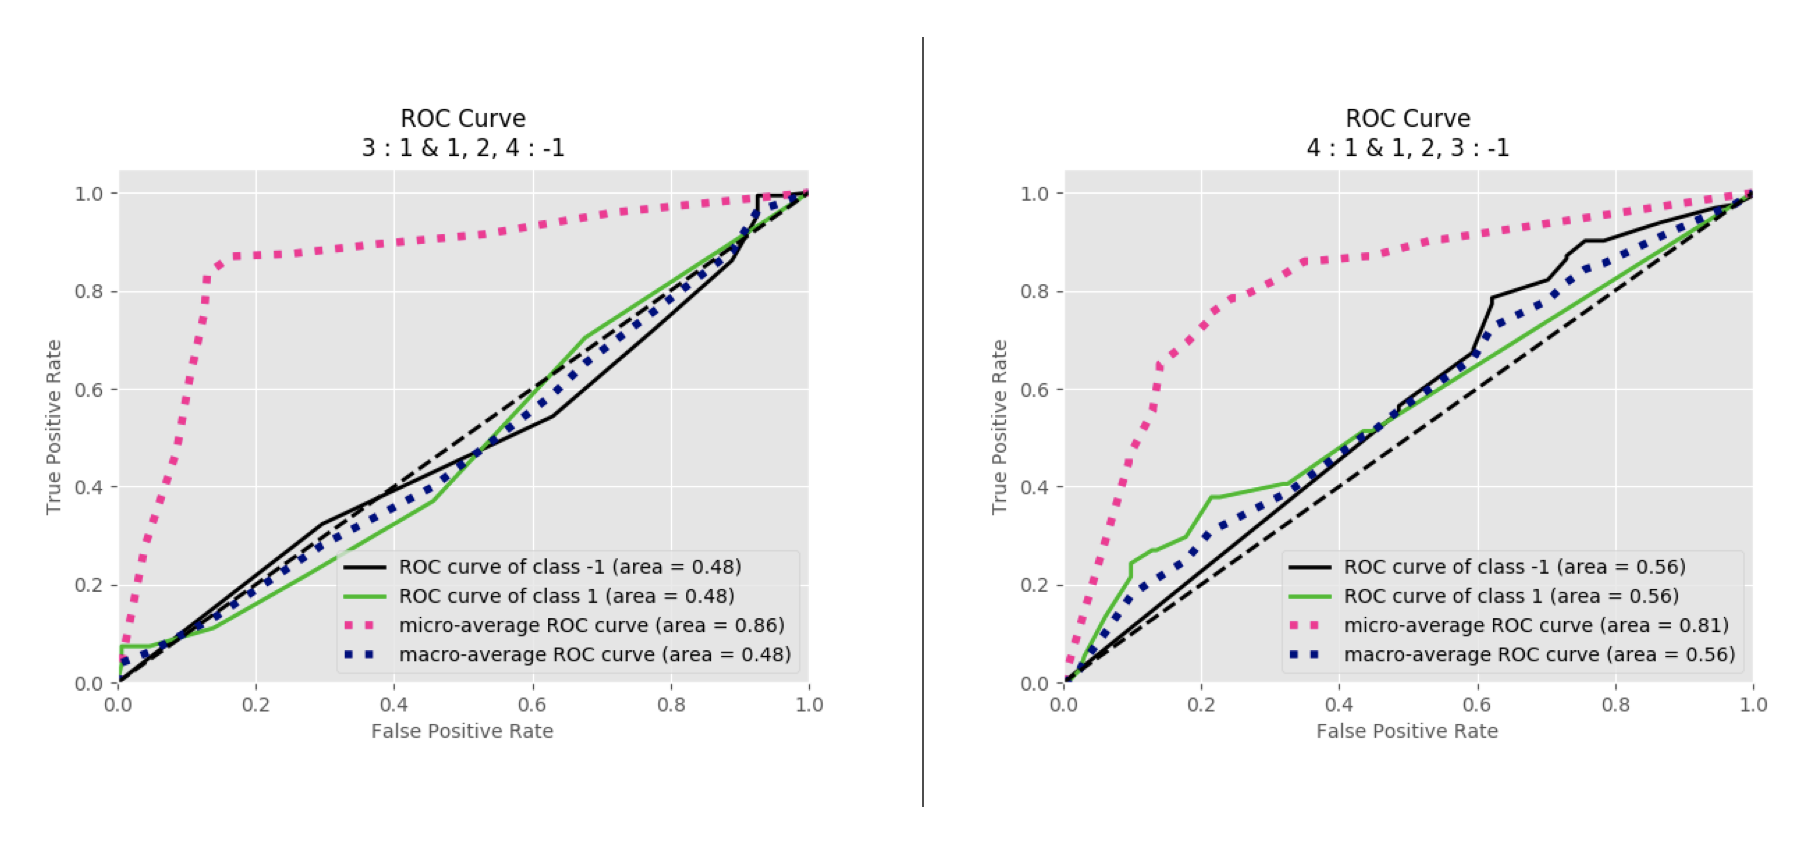 ROC Curve
3 : 1 & 1, 2, 4 : -1
1.0
0.8
0.6
0.4
0.2
0.0
True Positive Rate
ROC curve of class -1 (area = 0.48)
ROC curve of class 1 (area = 0.48)
micro-average ROC curve (area = 0.86)
macro-average ROC curve (area = 0.48)
0.0 0.2 0.4 0.6 0.8 1.0
False Positive Rate
ROC Curve
4 : 1 & 1, 2, 3 : -1
1.0
0.8
0.6
0.4
0.2
0.0
True Positive Rate
ROC curve of class -1 (area = 0.56)
ROC curve of class 1 (area = 0.56)
micro-average ROC curve (area = 0.81)
macro-average ROC curve (area = 0.56)
0.0 0.2 0.4 0.6 0.8 1.0
False Positive Rate